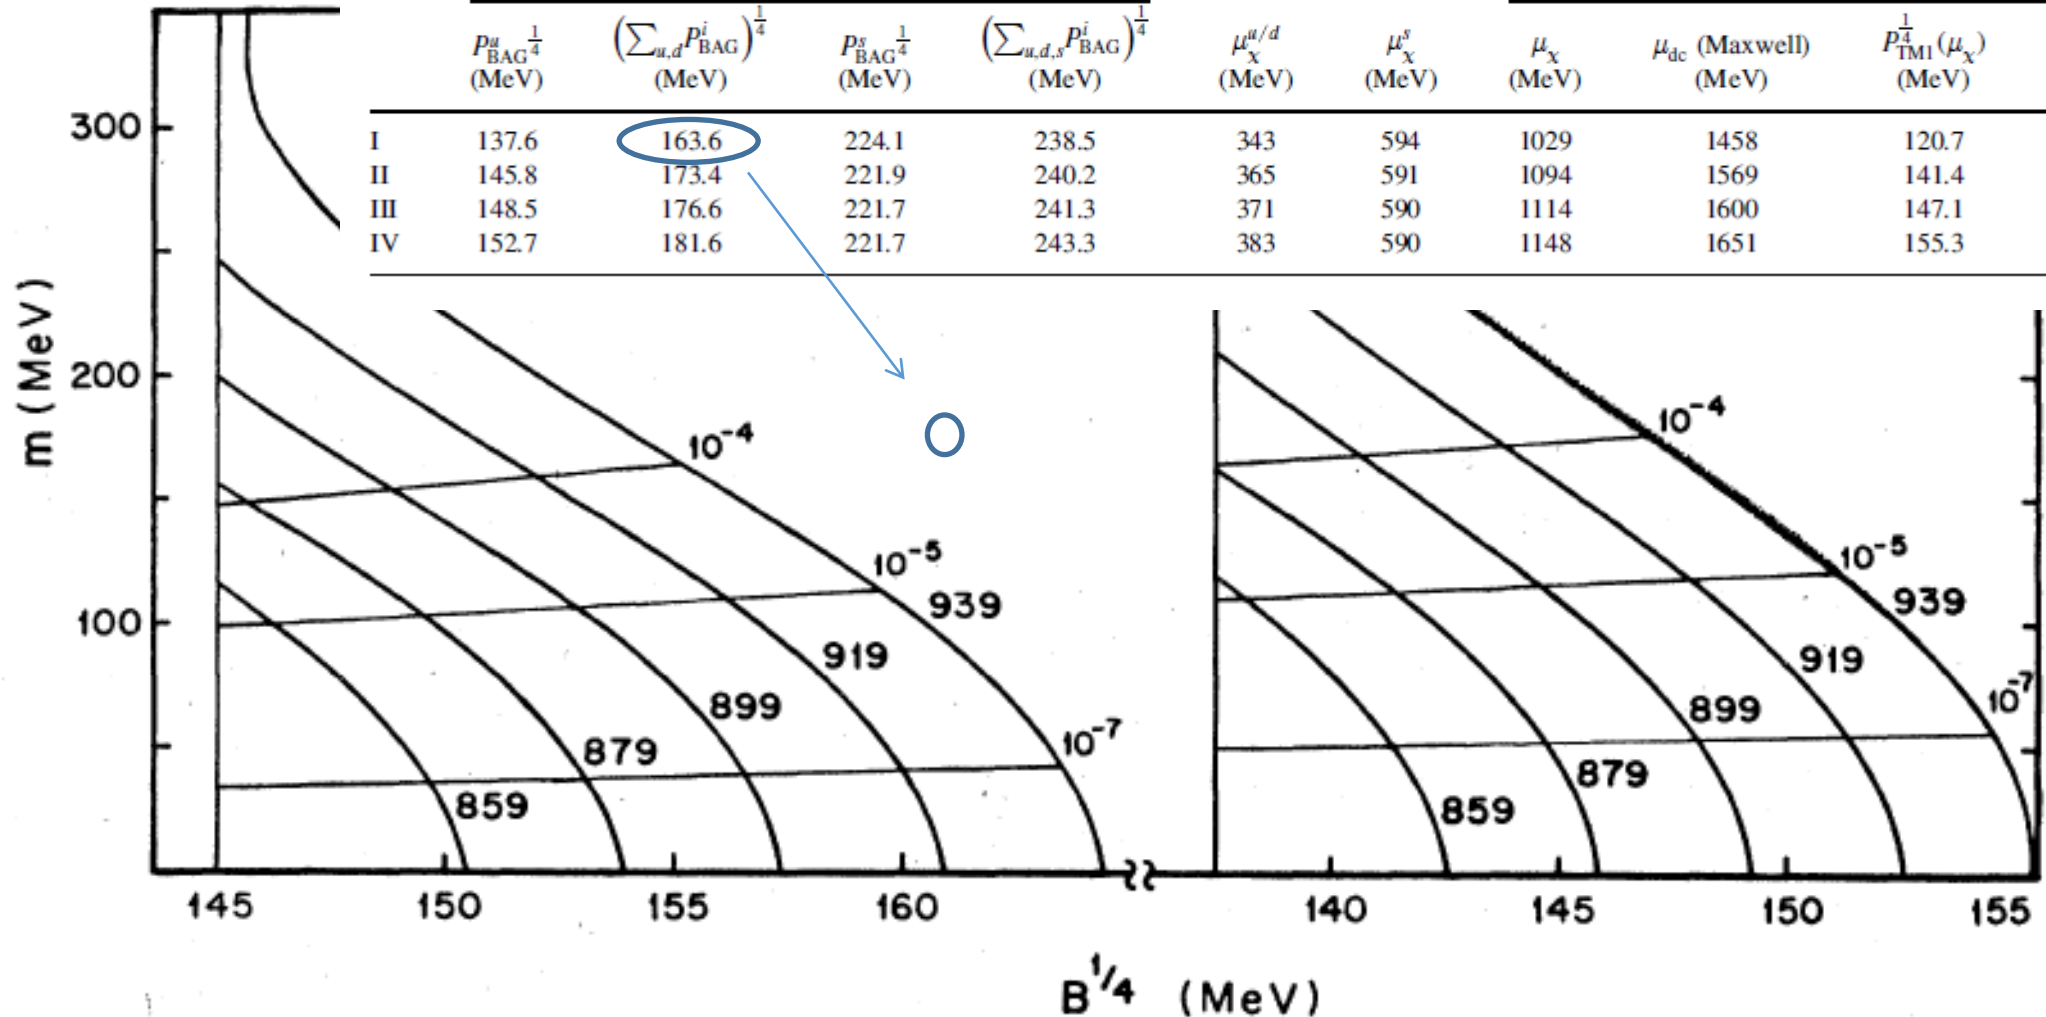 P^u_BAG^1/4 (∑_u,d P^i_BAG)^1/4 P^s_BAG^1/4 (∑_u,d,s P^i_BAG)^1/4 μ_χ^u/d μ_χ^s μ_χ μ_dc (Maxwell) P^1/4_TM1(μ_χ)
(MeV) (MeV) (MeV) (MeV) (MeV) (MeV) (MeV) (MeV) (MeV)
I 137.6 163.6 224.1 238.5 343 594 1029 1458 120.7
II 145.8 173.4 221.9 240.2 365 591 1094 1569 141.4
III 148.5 176.6 221.7 241.3 371 590 1114 1600 147.1
IV 152.7 181.6 221.7 243.3 383 590 1148 1651 155.3
m (MeV)
300
200
100
10^-4
10^-5
939
919
899
10^-7
879
859
10^-4
10^-5
939
919
10^-7
899
879
859
145 150 155 160 140 145 150 155
B^1/4 (MeV)